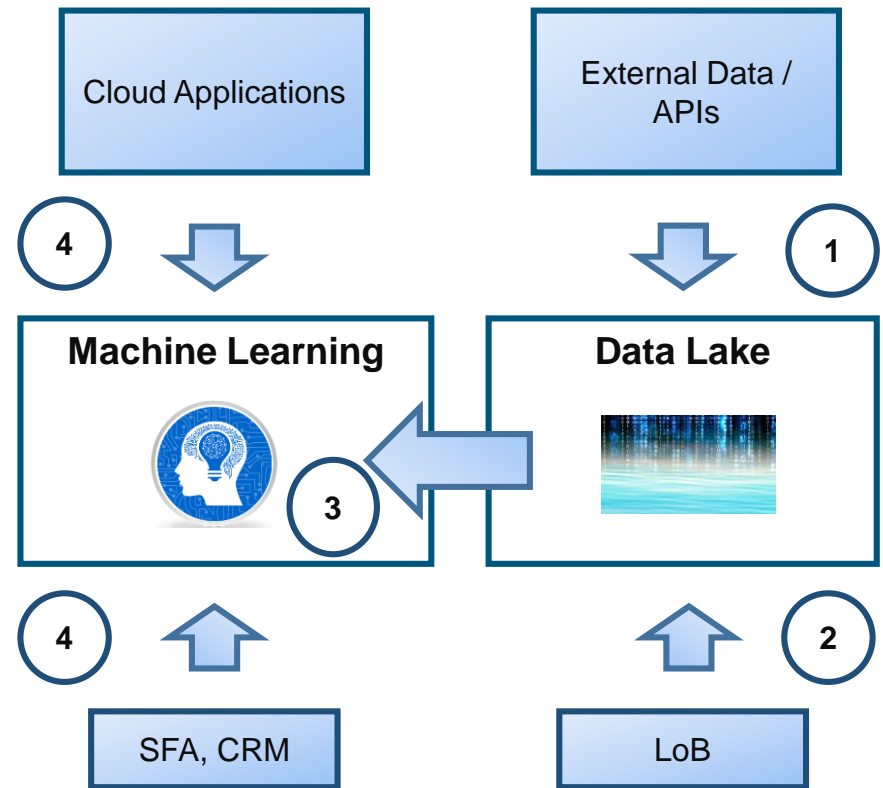 Cloud Applications
External Data /
APIs
4
1
Machine Learning
Data Lake
3
4
2
SFA, CRM
LoB